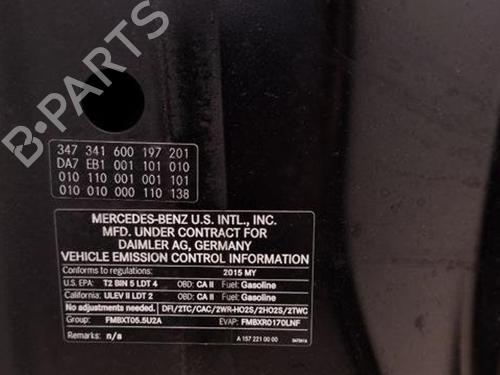 B-PARTS
347 341 600 197 201
DA7 EB1 001 101 010
010 110 001 001 101
010 010 000 110 138
MERCEDES-BENZ U.S. INTL., INC.
MFD. UNDER CONTRACT FOR
DAIMLER AG, GERMANY
VEHICLE EMISSION CONTROL INFORMATION
Conforms to regulations: 2015 MY
U.S. EPA: T2 BIN 5 LDT 4 OBD: CA II Fuel: Gasoline
California: ULEV II LDT 2 OBD: CA II Fuel: Gasoline
No adjustments needed. DFI/2TC/CAC/2WR-HO2S/2HO2S/2TWC
Group: FMBXT05.5U2A EVAP: FMBXR0170LNF
Remarks: n/a
A 157 221 00 00